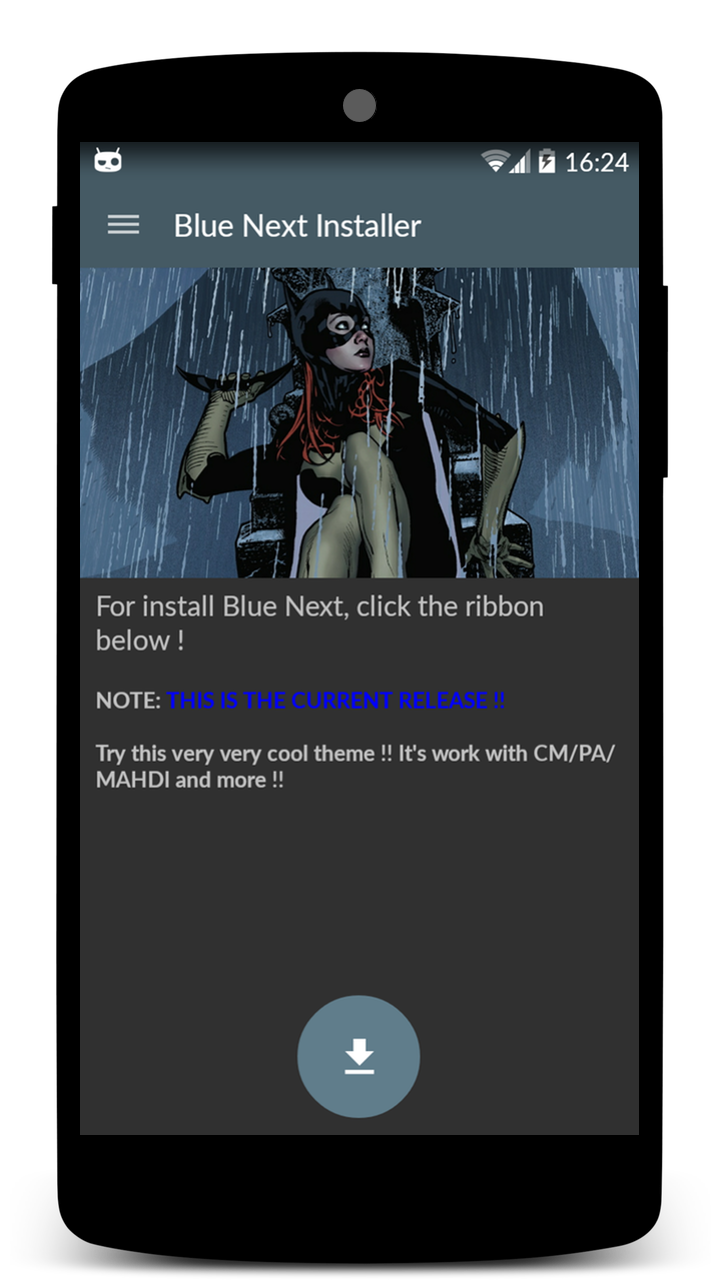 16:24
Blue Next Installer
For install Blue Next, click the ribbon
below !
NOTE: THIS IS THE CURRENT RELEASE !!
Try this very very cool theme !! It's work with CM/PA/
MAHDI and more !!